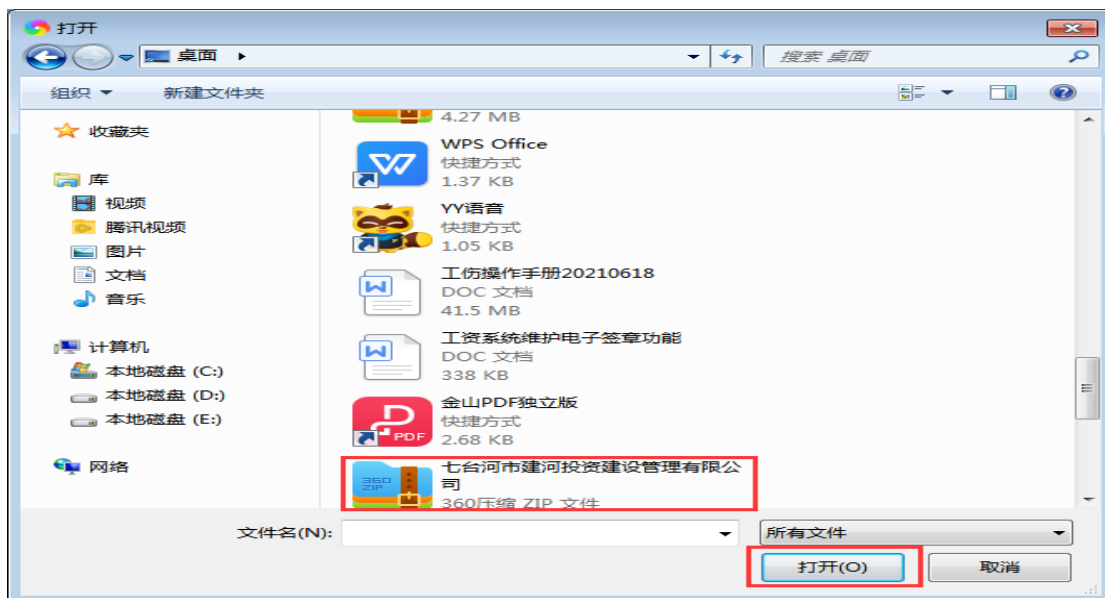 打开
桌面
搜索 桌面
组织
新建文件夹
收藏夹
库
视频
腾讯视频
图片
文档
音乐
计算机
本地磁盘 (C:)
本地磁盘 (D:)
本地磁盘 (E:)
网络
4.27 MB
WPS Office
快捷方式
1.37 KB
YY语音
快捷方式
1.05 KB
工伤操作手册20210618
DOC 文档
41.5 MB
工资系统维护电子签章功能
DOC 文档
338 KB
金山PDF独立版
快捷方式
2.68 KB
PDF
七台河市建河投资建设管理有限公
司
360压缩 ZIP 文件
360
ZIP
文件名(N):
所有文件
打开(O)
取消